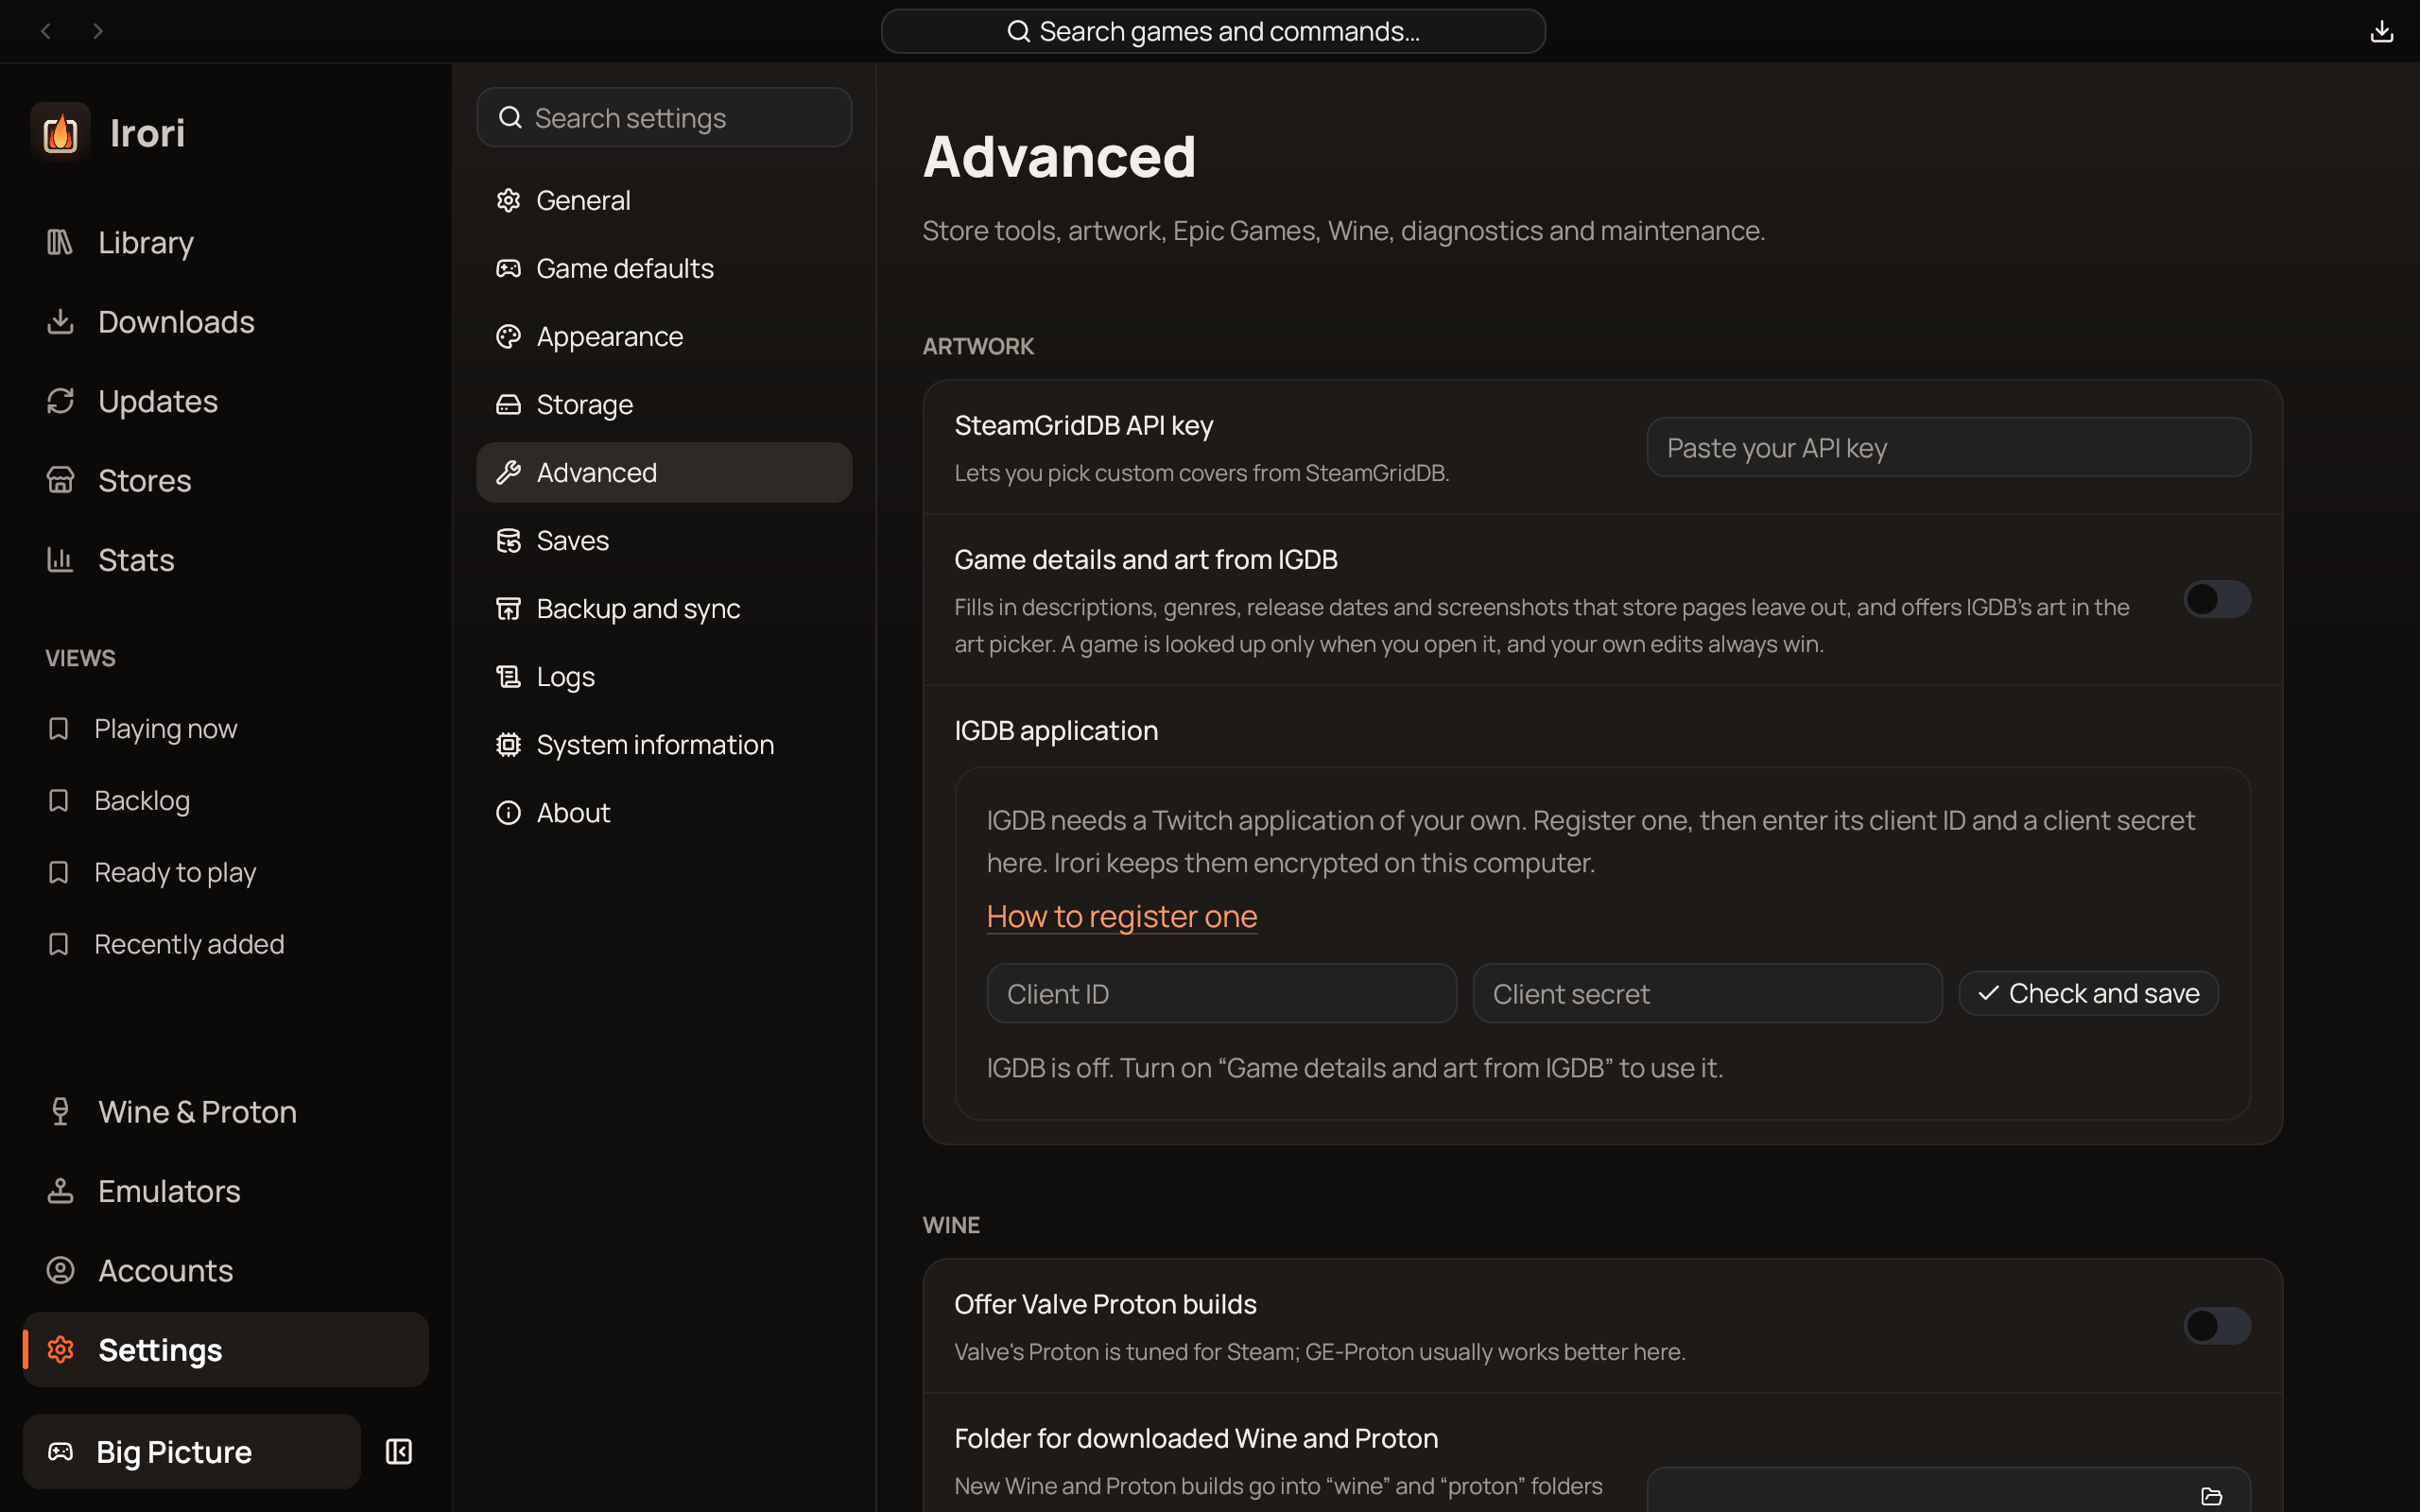 Search games and commands...
Irori
Library
Downloads
Updates
Stores
Stats
VIEWS
Playing now
Backlog
Ready to play
Recently added
Wine & Proton
Emulators
Accounts
Settings
Big Picture
Search settings
General
Game defaults
Appearance
Storage
Advanced
Saves
Backup and sync
Logs
System information
About
Advanced
Store tools, artwork, Epic Games, Wine, diagnostics and maintenance.
ARTWORK
SteamGridDB API key
Lets you pick custom covers from SteamGridDB.
Paste your API key
Game details and art from IGDB
Fills in descriptions, genres, release dates and screenshots that store pages leave out, and offers IGDB’s art in the
art picker. A game is looked up only when you open it, and your own edits always win.
IGDB application
IGDB needs a Twitch application of your own. Register one, then enter its client ID and a client secret
here. Irori keeps them encrypted on this computer.
How to register one
Client ID
Client secret
Check and save
IGDB is off. Turn on “Game details and art from IGDB” to use it.
WINE
Offer Valve Proton builds
Valve's Proton is tuned for Steam; GE-Proton usually works better here.
Folder for downloaded Wine and Proton
New Wine and Proton builds go into “wine” and “proton” folders